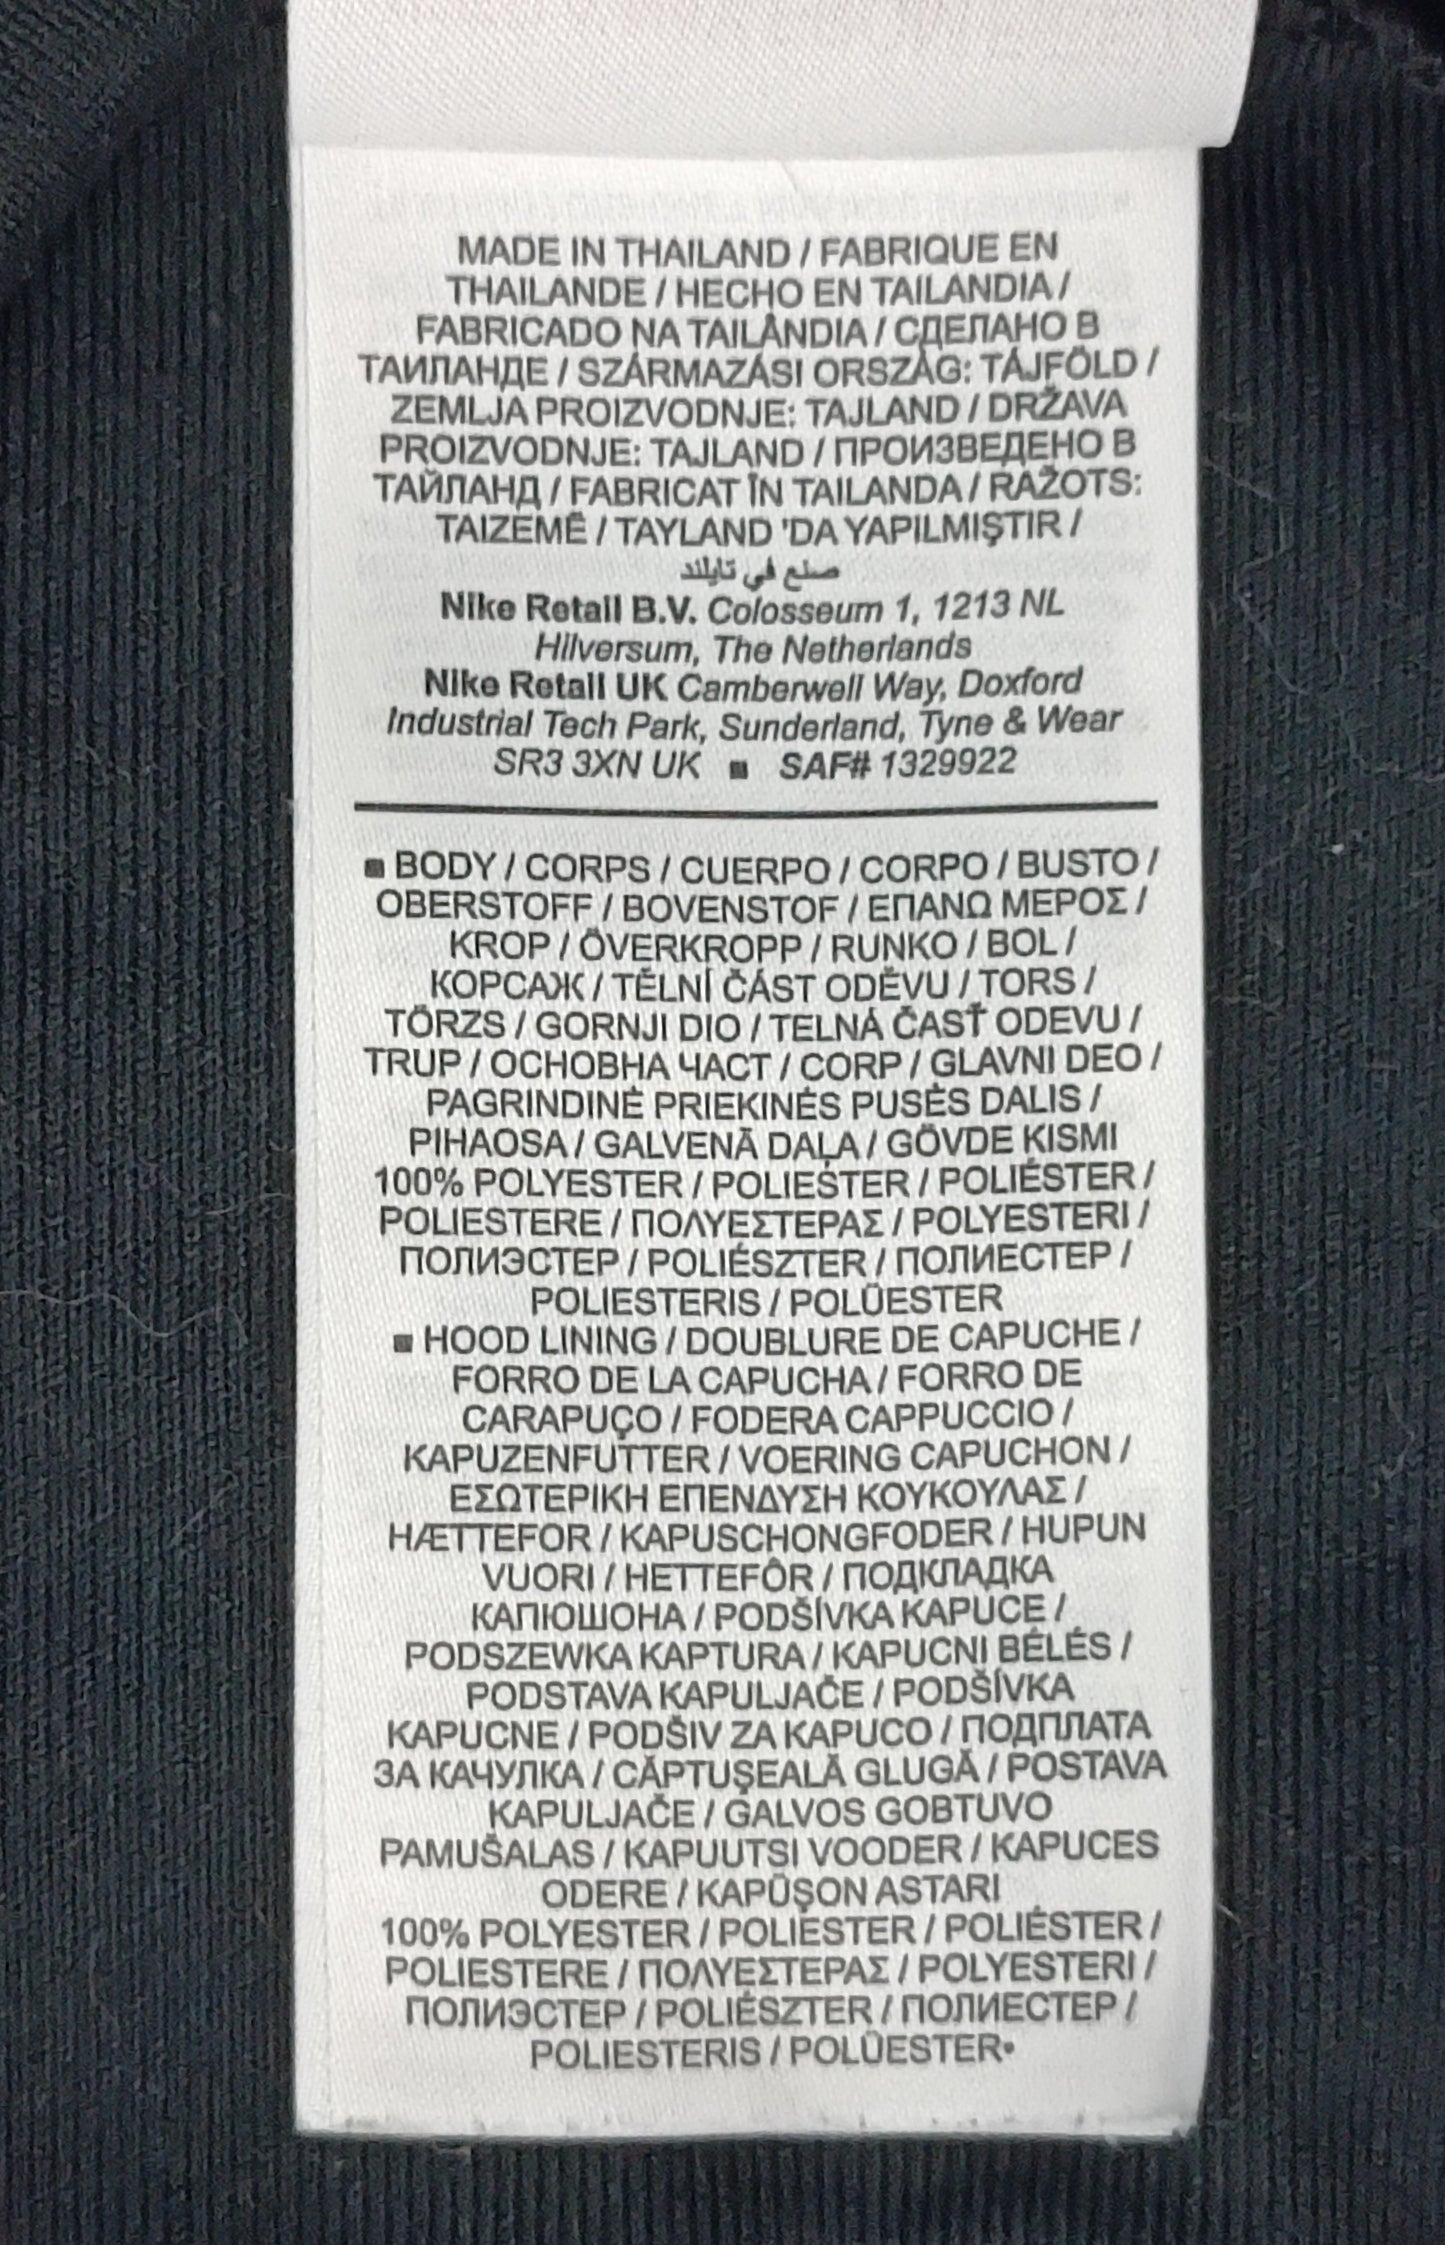 MADE IN THAILAND / FABRIQUE EN
THAILANDE / HECHO EN TAILANDIA /
FABRICADO NA TAILÂNDIA / СДЕЛАНО В
ТАИЛАНДЕ / SZÁRMAZÁSI ORSZÁG: TÁJFÖLD /
ZEMLJA PROIZVODNJE: TAJLAND / DRŽAVA
PROIZVODNJE: TAJLAND / ПРОИЗВЕДЕНО В
ТАЙЛАНД / FABRICAT ÎN TAILANDA / RAŽOTS:
TAIZEMĒ / TAYLAND 'DA YAPILMIŞTIR /
صنع في تايلند
Nike Retail B.V. Colosseum 1, 1213 NL
Hilversum, The Netherlands
Nike Retail UK Camberwell Way, Doxford
Industrial Tech Park, Sunderland, Tyne & Wear
SR3 3XN UK ■ SAF# 1329922
■ BODY / CORPS / CUERPO / CORPO / BUSTO /
OBERSTOFF / BOVENSTOF / ΕΠΑΝΩ ΜΕΡΟΣ /
KROP / ÖVERKROPP / RUNKO / BOL /
КОРСАЖ / TĚLNÍ ČÁST ODĚVU / TORS /
TÖRZS / GORNJI DIO / TELNÁ ČASŤ ODEVU /
TRUP / ОСНОВНА ЧАСТ / CORP / GLAVNI DEO /
PAGRINDINĖ PRIEKINĖS PUSĖS DALIS /
PIHAOSA / GALVENĀ DAĻA / GÖVDE KISMI
100% POLYESTER / POLIESTER / POLIÉSTER /
POLIESTERE / ΠΟΛΥΕΣΤΕΡΑΣ / POLYESTERI /
ПОЛИЭСТЕР / POLIÉSZTER / ПОЛИЕСТЕР /
POLIESTERIS / POLÜESTER
■ HOOD LINING / DOUBLURE DE CAPUCHE /
FORRO DE LA CAPUCHA / FORRO DE
CARAPUÇO / FODERA CAPPUCCIO /
KAPUZENFUTTER / VOERING CAPUCHON /
ΕΣΩΤΕΡΙΚΗ ΕΠΕΝΔΥΣΗ ΚΟΥΚΟΥΛΑΣ /
HÆTTEFOR / KAPUSCHONGFODER / HUPUN
VUORI / HETTEFÔR / ПОДКЛАДКА
КАПЮШОНА / PODŠÍVKA KAPUCE /
PODSZEWKA KAPTURA / KAPUCNI BÉLÉS /
PODSTAVA KAPULJAČE / PODŠÍVKA
KAPUCNE / PODŠIV ZA KAPUCO / ПОДПЛАТА
ЗА КАЧУЛКА / CĂPTUŞEALĂ GLUGĂ / POSTAVA
KAPULJAČE / GALVOS GOBTUVO
PAMUŠALAS / KAPUUTSI VOODER / KAPUCES
ODERE / KAPÜŞON ASTARI
100% POLYESTER / POLIESTER / POLIÉSTER /
POLIESTERE / ΠΟΛΥΕΣΤΕΡΑΣ / POLYESTERI /
ПОЛИЭСТЕР / POLIÉSZTER / ПОЛИЕСТЕР /
POLIESTERIS / POLÜESTER•